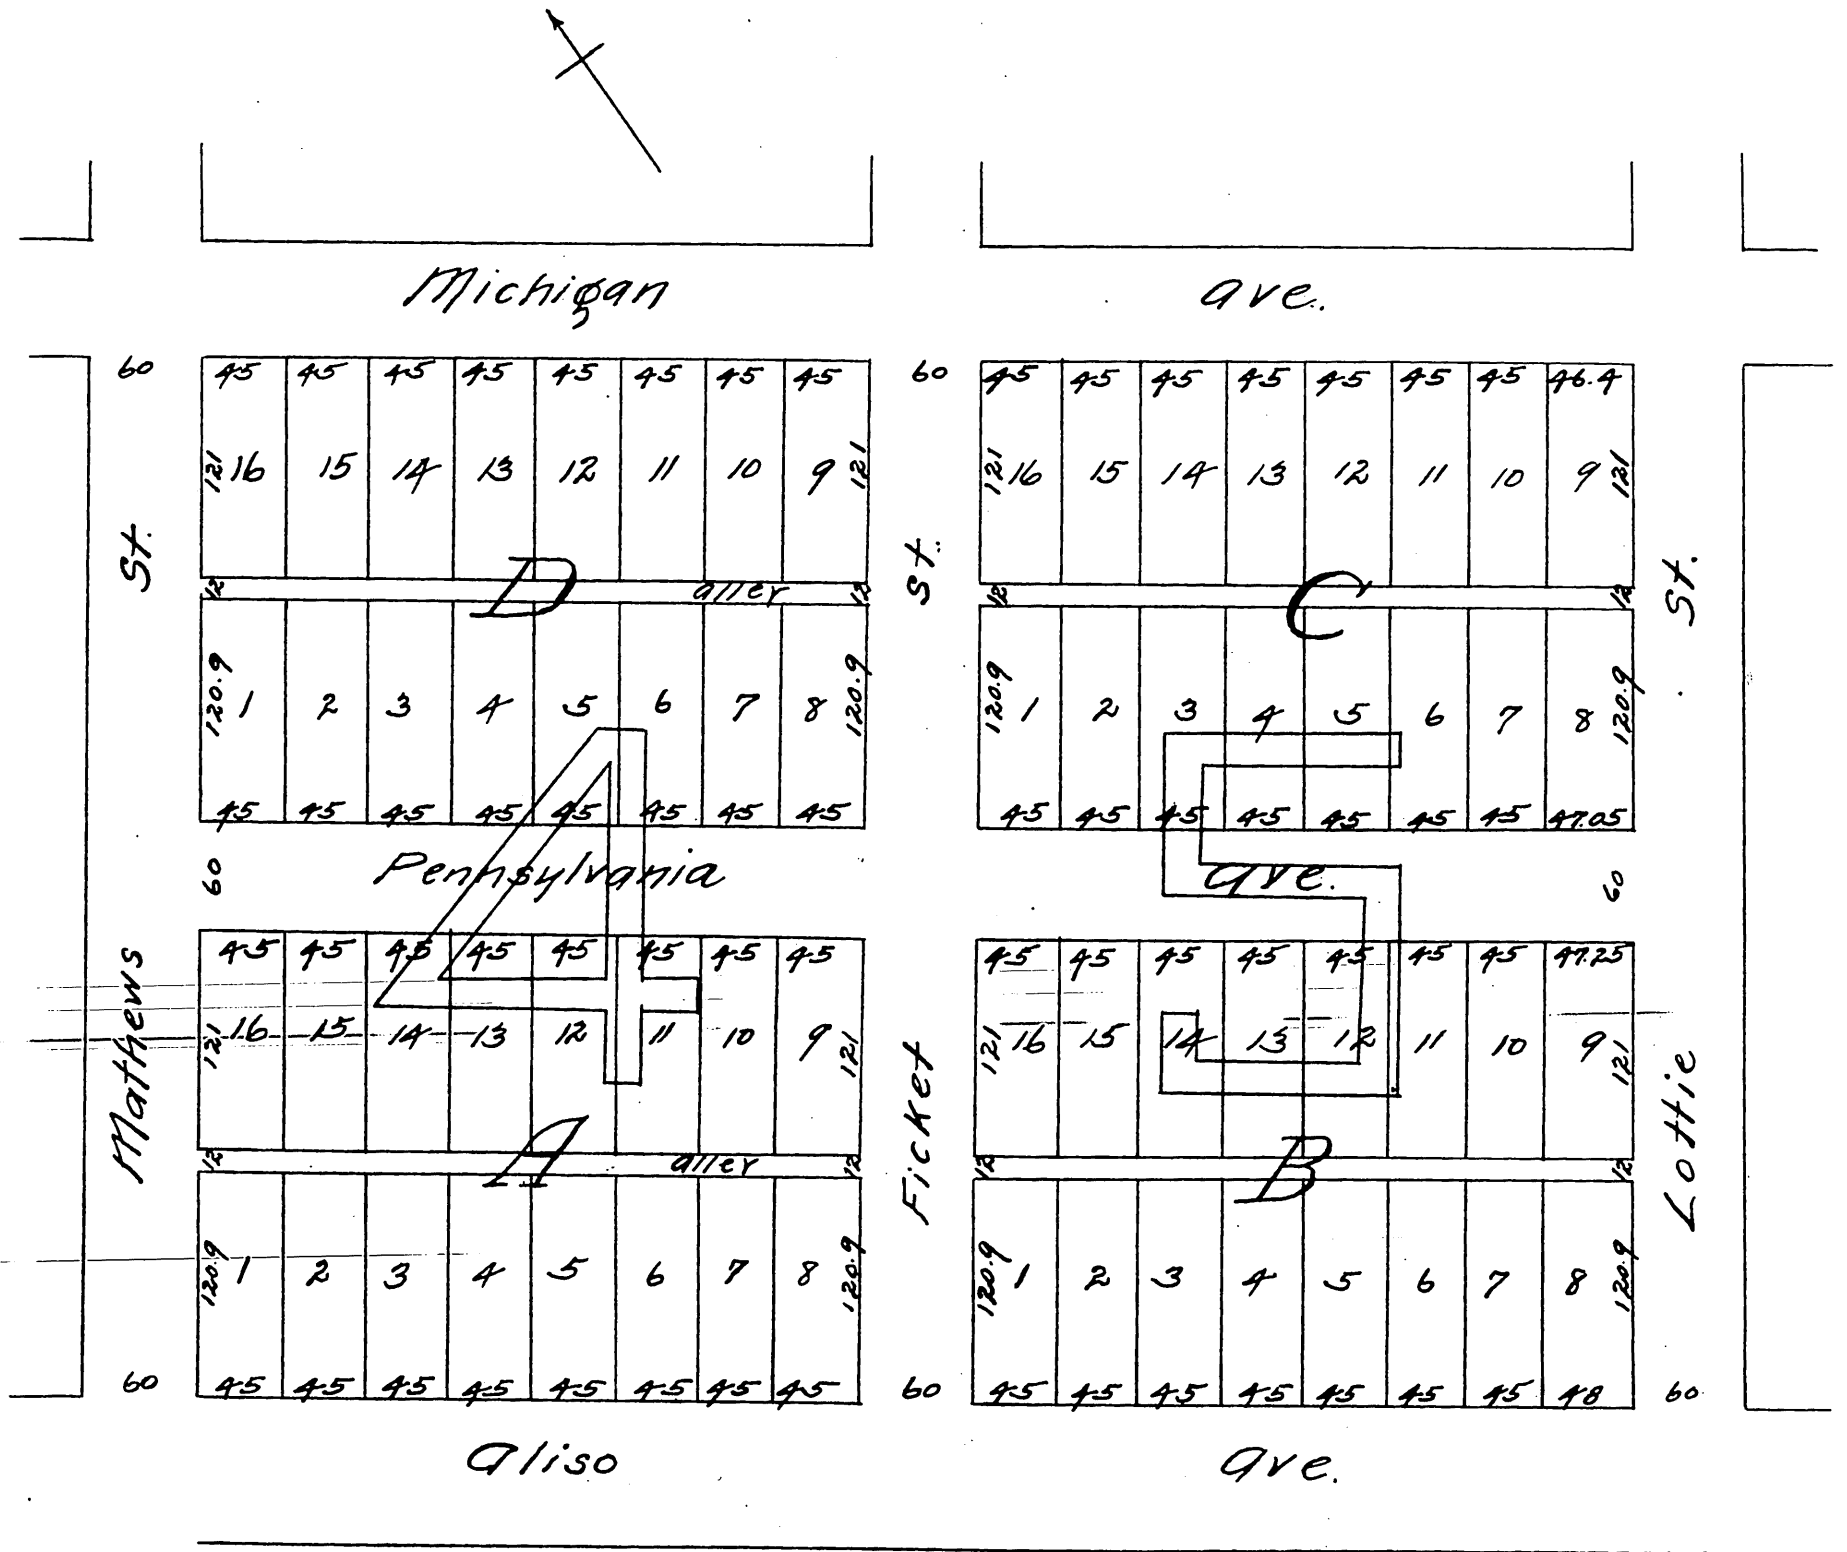 Michigan ave.
60 45 45 45 45 45 45 45 45 60 45 45 45 45 45 45 45 46.4
121 16 15 14 13 12 11 10 9 121 121 16 15 14 13 12 11 10 9 121
St. St. St.
12 D alley 12 12 C 12
120.9 1 2 3 4 5 6 7 8 120.9 120.9 1 2 3 4 5 6 7 8 120.9
45 45 45 45 45 45 45 45 45 45 45 45 45 45 45 47.05
60 Pennsylvania ave. 60
4 5
45 45 45 45 45 45 45 45 45 45 45 45 45 45 45 47.25
121 16 15 14 13 12 11 10 9 121 121 16 15 14 13 12 11 10 9 121
Mathews Ficket Lottie
12 A alley 12 12 B 12
120.9 1 2 3 4 5 6 7 8 120.9 120.9 1 2 3 4 5 6 7 8 120.9
60 45 45 45 45 45 45 45 45 60 45 45 45 45 45 45 45 48 60
Aliso ave.